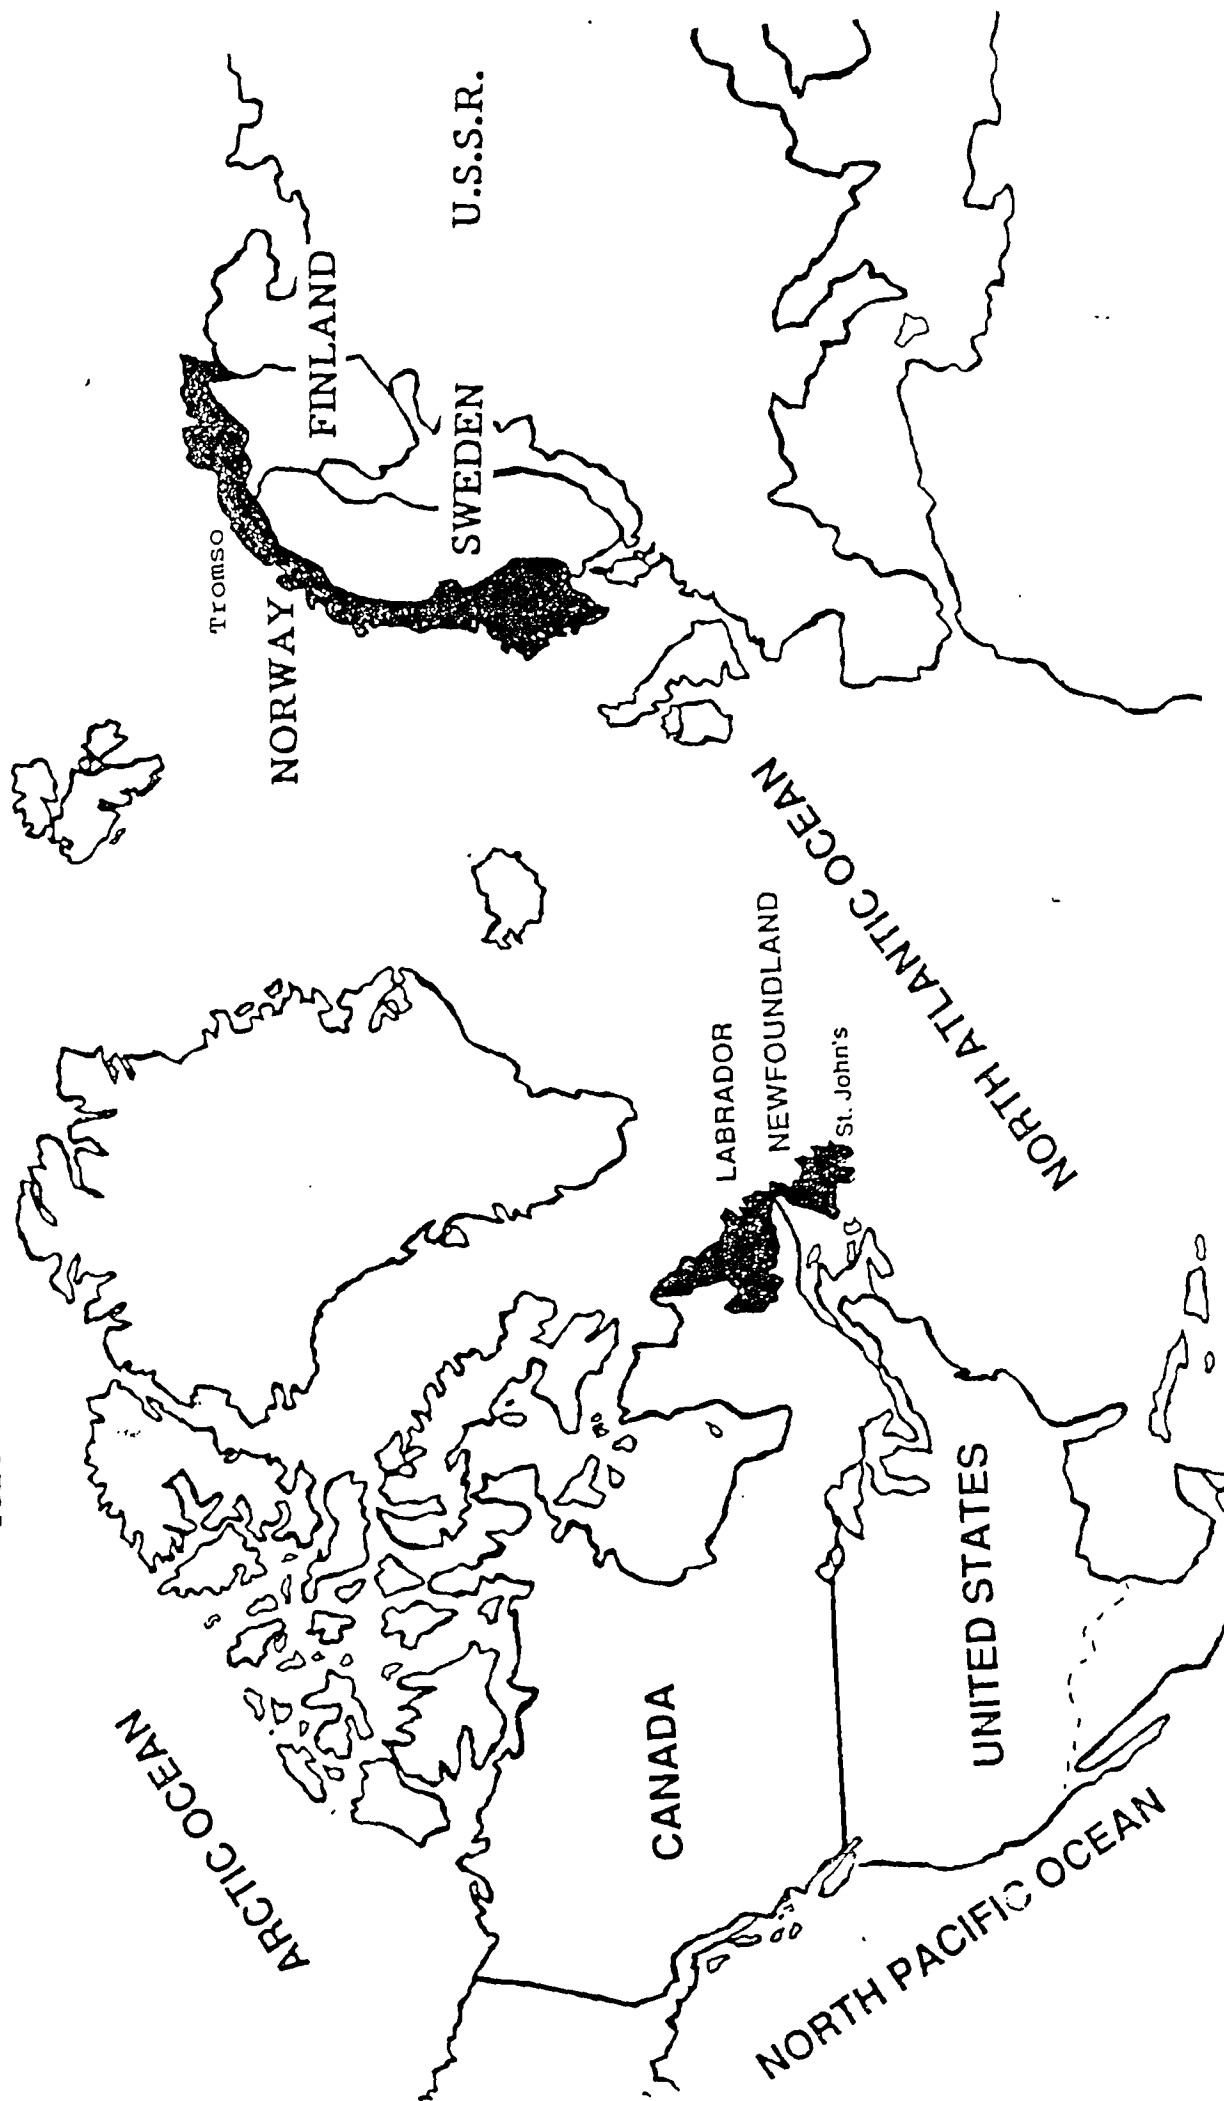 ARCTIC OCEAN
NORWAY
Tromso
FINLAND
SWEDEN
U.S.S.R.
CANADA
LABRADOR
NEWFOUNDLAND
St. John's
UNITED STATES
NORTH ATLANTIC OCEAN
NORTH PACIFIC OCEAN